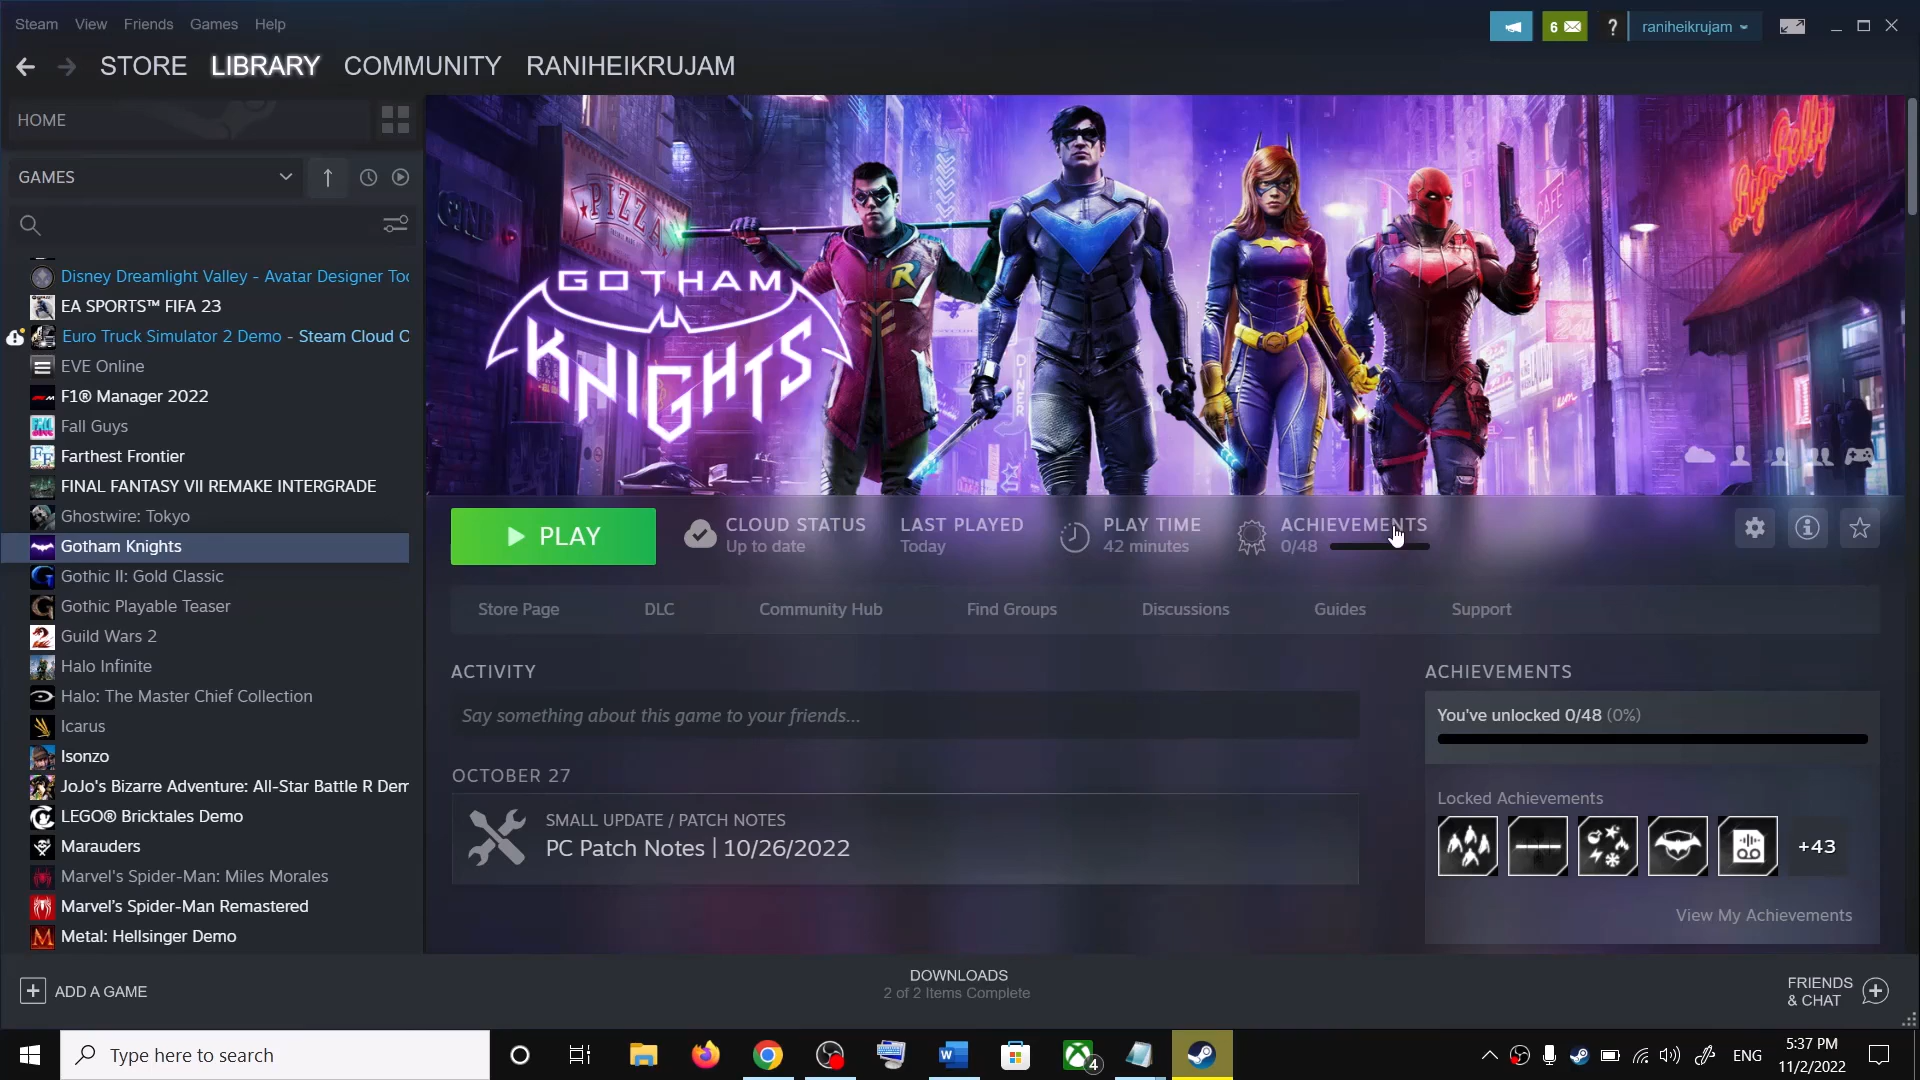 Steam View Friends Games Help
6
?
raniheikrujam
STORE LIBRARY COMMUNITY RANIHEIKRUJAM
HOME
GAMES
Disney Dreamlight Valley - Avatar Designer Too
EA SPORTS™ FIFA 23
Euro Truck Simulator 2 Demo - Steam Cloud O
EVE Online
F1® Manager 2022
Fall Guys
Farthest Frontier
FINAL FANTASY VII REMAKE INTERGRADE
Ghostwire: Tokyo
Gotham Knights
Gothic II: Gold Classic
Gothic Playable Teaser
Guild Wars 2
Halo Infinite
Halo: The Master Chief Collection
Icarus
Isonzo
JoJo's Bizarre Adventure: All-Star Battle R Dem
LEGO® Bricktales Demo
Marauders
Marvel's Spider-Man: Miles Morales
Marvel's Spider-Man Remastered
Metal: Hellsinger Demo
PIZZA
DINER
CAFE
Big Belly
R
GOTHAM
KNIGHTS
PLAY
CLOUD STATUS
Up to date
LAST PLAYED
Today
PLAY TIME
42 minutes
ACHIEVEMENTS
0/48
Store Page DLC Community Hub Find Groups Discussions Guides Support
ACTIVITY
Say something about this game to your friends...
OCTOBER 27
SMALL UPDATE / PATCH NOTES
PC Patch Notes | 10/26/2022
ACHIEVEMENTS
You've unlocked 0/48 (0%)
Locked Achievements
+43
View My Achievements
ADD A GAME
DOWNLOADS
2 of 2 Items Complete
FRIENDS
& CHAT
Type here to search
4
ENG
5:37 PM
11/2/2022